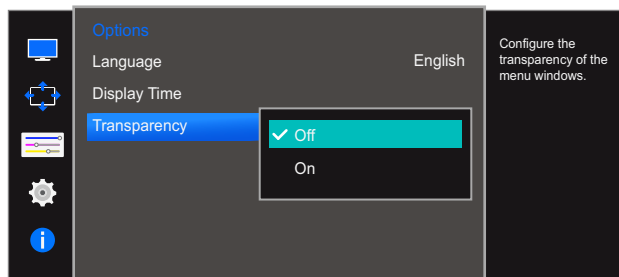 Options
Language English
Display Time
Transparency
Off
On
Configure the
transparency of the
menu windows.